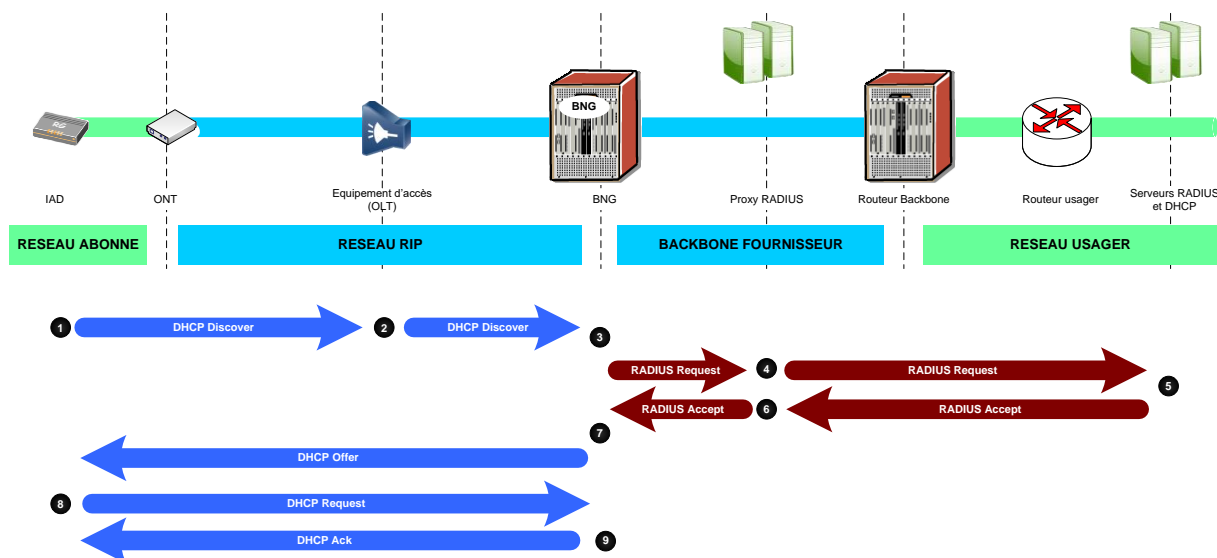 BNG
RG
IAD
ONT
Equipement d'accès
(OLT)
BNG
Proxy RADIUS
Routeur Backbone
Routeur usager
Serveurs RADIUS
et DHCP
RESEAU ABONNE
RESEAU RIP
BACKBONE FOURNISSEUR
RESEAU USAGER
1
DHCP Discover
2
DHCP Discover
3
RADIUS Request
4
RADIUS Request
5
RADIUS Accept
6
RADIUS Accept
7
DHCP Offer
8
DHCP Request
DHCP Ack
9